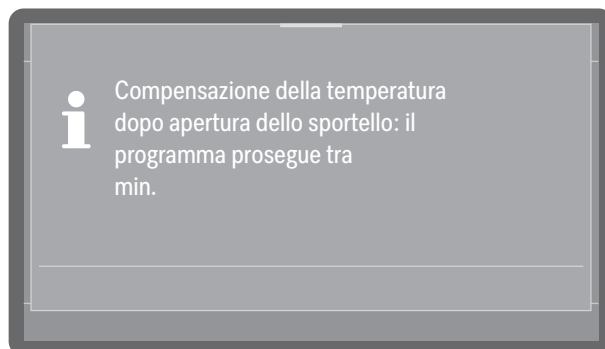 Compensazione della temperatura
dopo apertura dello sportello: il
programma prosegue tra
min.